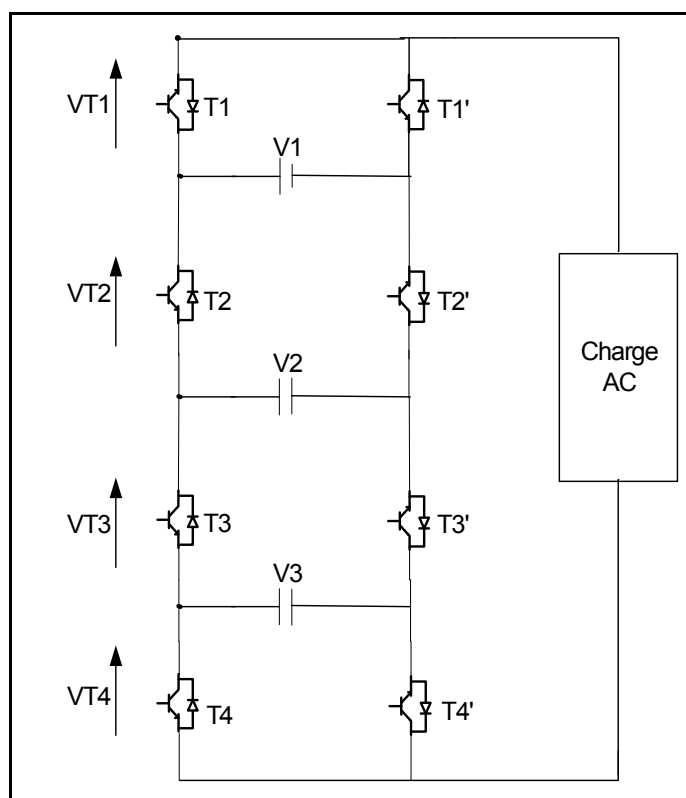 VT1
T1
T1'
V1
VT2
T2
T2'
V2
Charge
AC
VT3
T3
T3'
V3
VT4
T4
T4'